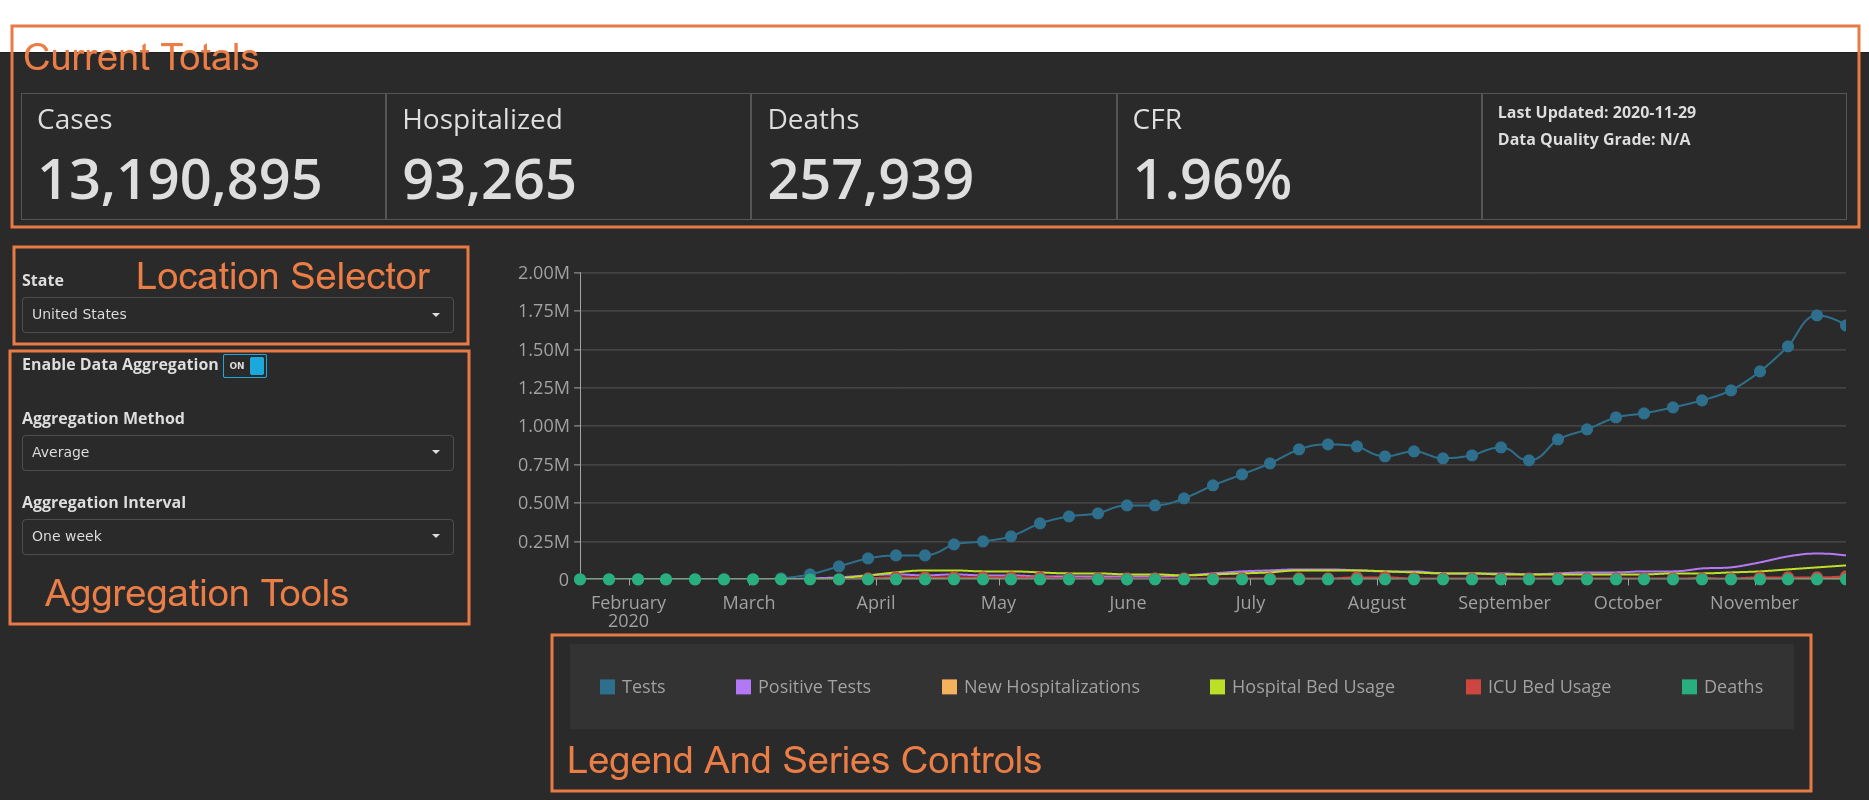 Current Totals
Cases
13,190,895
Hospitalized
93,265
Deaths
257,939
CFR
1.96%
Last Updated: 2020-11-29
Data Quality Grade: N/A
Location Selector
State
United States
Enable Data Aggregation ON
Aggregation Method
Average
Aggregation Interval
One week
Aggregation Tools
2.00M
1.75M
1.50M
1.25M
1.00M
0.75M
0.50M
0.25M
0
February March April May June July August September October November
2020
Tests Positive Tests New Hospitalizations Hospital Bed Usage ICU Bed Usage Deaths
Legend And Series Controls